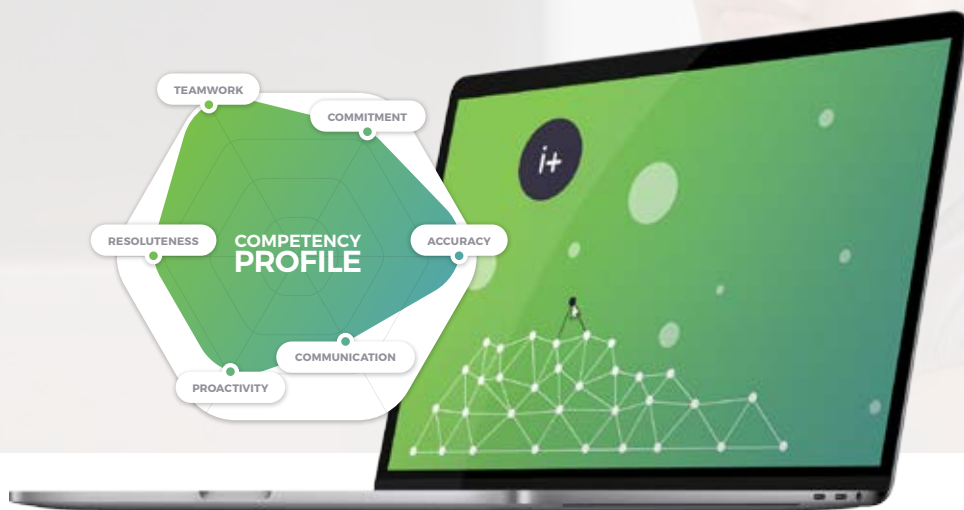 TEAMWORK
COMMITMENT
RESOLUTENESS
COMPETENCY
PROFILE
ACCURACY
COMMUNICATION
PROACTIVITY
i+